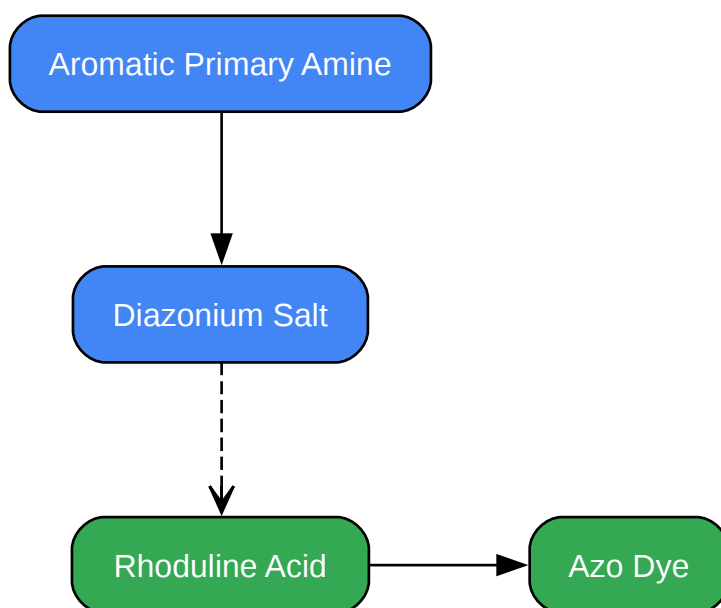 Aromatic Primary Amine
Diazonium Salt
Rhoduline Acid
Azo Dye